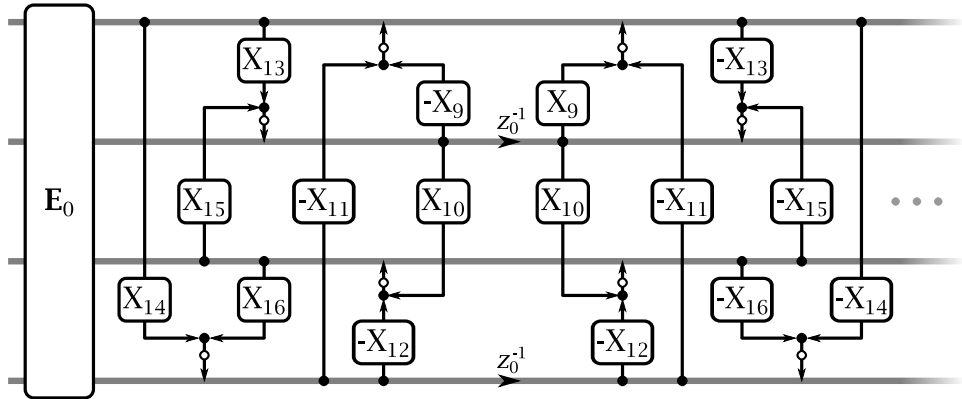 X₁₃ -X₁₃
-X₉ z₀⁻¹ X₉
E₀ X₁₅ -X₁₁ X₁₀ X₁₀ -X₁₁ -X₁₅ • • •
X₁₄ X₁₆ -X₁₆ -X₁₄
-X₁₂ -X₁₂
z₀⁻¹